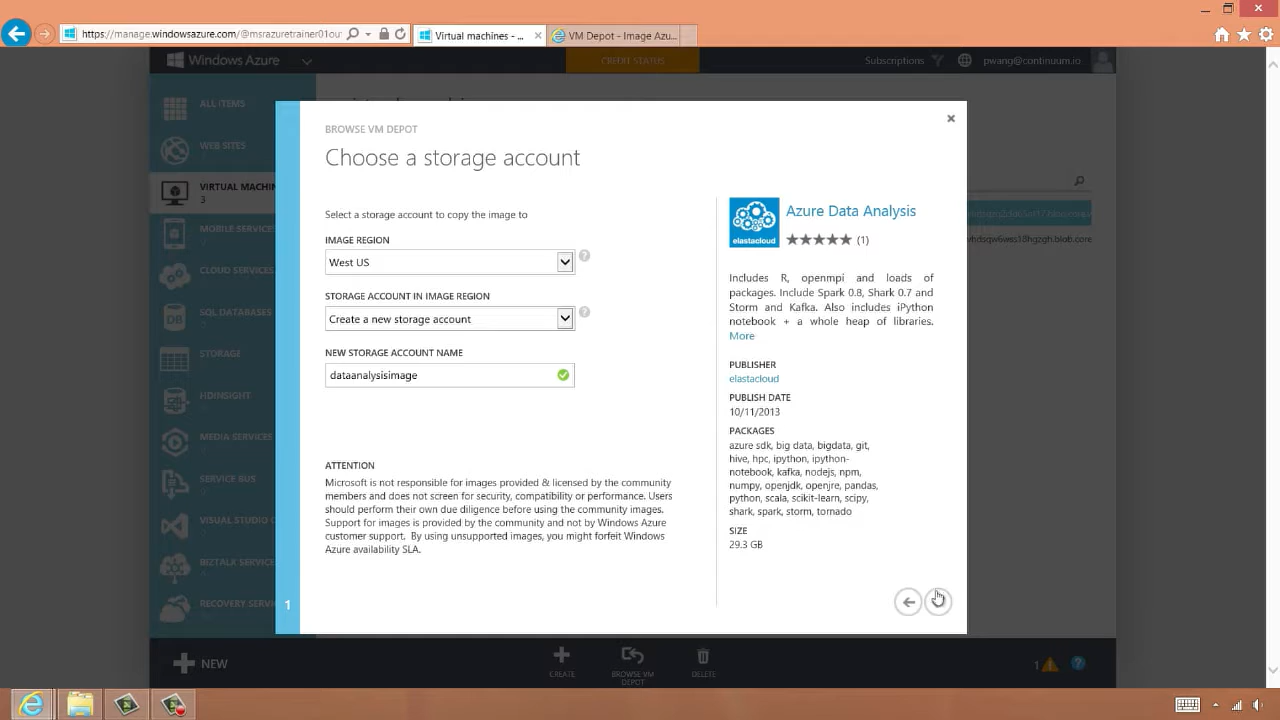 https://manage.windowsazure.com/@msrazuretrainer01ou
Virtual machines - ...
VM Depot - Image Azu...
Windows Azure
CREDIT STATUS
Subscriptions
pwang@continuum.io
ALL ITEMS
WEB SITES
VIRTUAL MACHIN
3
MOBILE SERVICE
CLOUD SERVICES
SQL DATABASES
STORAGE
HDINSIGHT
MEDIA SERVICES
SERVICE BUS
VISUAL STUDIO O
BIZTALK SERVICE
RECOVERY SERVI
BROWSE VM DEPOT
Choose a storage account
Select a storage account to copy the image to
IMAGE REGION
West US
STORAGE ACCOUNT IN IMAGE REGION
Create a new storage account
NEW STORAGE ACCOUNT NAME
dataanalysisimage
ATTENTION
Microsoft is not responsible for images provided & licensed by the community
members and does not screen for security, compatibility or performance. Users
should perform their own due diligence before using the community images.
Support for images is provided by the community and not by Windows Azure
customer support. By using unsupported images, you might forfeit Windows
Azure availability SLA.
1
elastacloud
Azure Data Analysis
(1)
Includes R, openmpi and loads of
packages. Include Spark 0.8, Shark 0.7 and
Storm and Kafka. Also includes iPython
notebook + a whole heap of libraries.
More
PUBLISHER
elastacloud
PUBLISH DATE
10/11/2013
PACKAGES
azure sdk, big data, bigdata, git,
hive, hpc, ipython, ipython-
notebook, kafka, nodejs, npm,
numpy, openjdk, openjre, pandas,
python, scala, scikit-learn, scipy,
shark, spark, storm, tornado
SIZE
29.3 GB
NEW
CREATE
BROWSE VM
DEPOT
DELETE
1